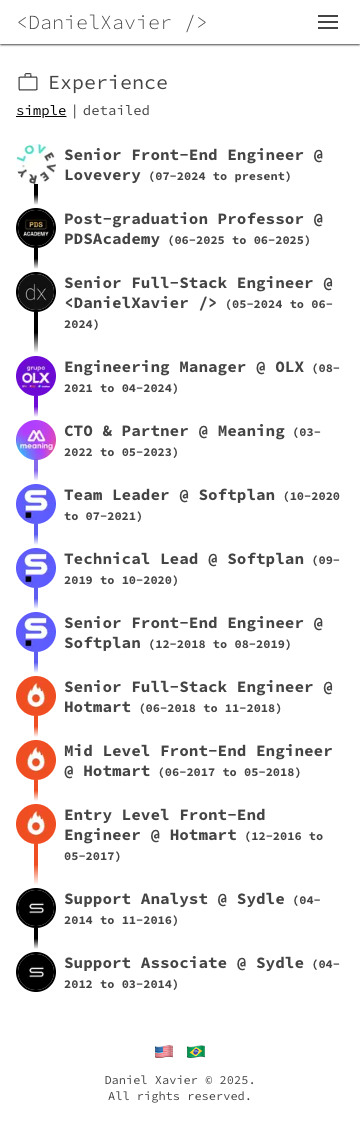 <DanielXavier />
Experience
simple | detailed
LOVEVERY
Senior Front-End Engineer @
Lovevery (07-2024 to present)
PDS
ACADEMY
Post-graduation Professor @
PDSAcademy (06-2025 to 06-2025)
dx
Senior Full-Stack Engineer @
<DanielXavier /> (05-2024 to 06-
2024)
grupo
OLX
Engineering Manager @ OLX (08-
2021 to 04-2024)
meaning
CTO & Partner @ Meaning (03-
2022 to 05-2023)
S
Team Leader @ Softplan (10-2020
to 07-2021)
S
Technical Lead @ Softplan (09-
2019 to 10-2020)
S
Senior Front-End Engineer @
Softplan (12-2018 to 08-2019)
Senior Full-Stack Engineer @
Hotmart (06-2018 to 11-2018)
Mid Level Front-End Engineer
@ Hotmart (06-2017 to 05-2018)
Entry Level Front-End
Engineer @ Hotmart (12-2016 to
05-2017)
S
Support Analyst @ Sydle (04-
2014 to 11-2016)
S
Support Associate @ Sydle (04-
2012 to 03-2014)
Daniel Xavier © 2025.
All rights reserved.